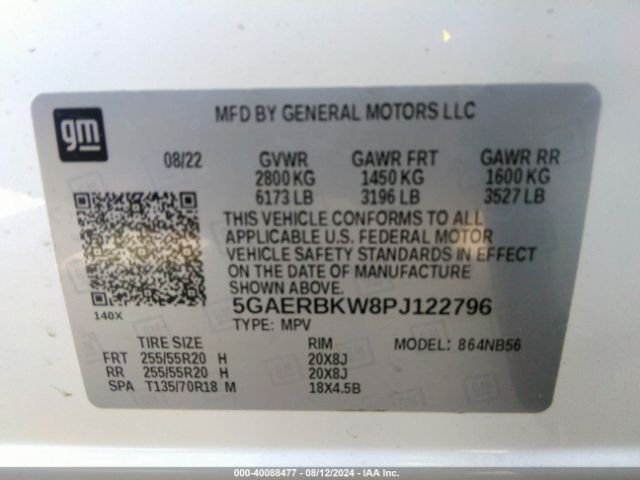 gm
MFD BY GENERAL MOTORS LLC
08/22 GVWR GAWR FRT GAWR RR
2800 KG 1450 KG 1600 KG
6173 LB 3196 LB 3527 LB
THIS VEHICLE CONFORMS TO ALL
APPLICABLE U.S. FEDERAL MOTOR
VEHICLE SAFETY STANDARDS IN EFFECT
ON THE DATE OF MANUFACTURE
SHOWN ABOVE.
140X 5GAERBKW8PJ122796
TYPE: MPV
TIRE SIZE RIM MODEL: 864NB56
FRT 255/55R20 H 20X8J
RR 255/55R20 H 20X8J
SPA T135/70R18 M 18X4.5B
000-40088477 - 08/12/2024 - IAA Inc.